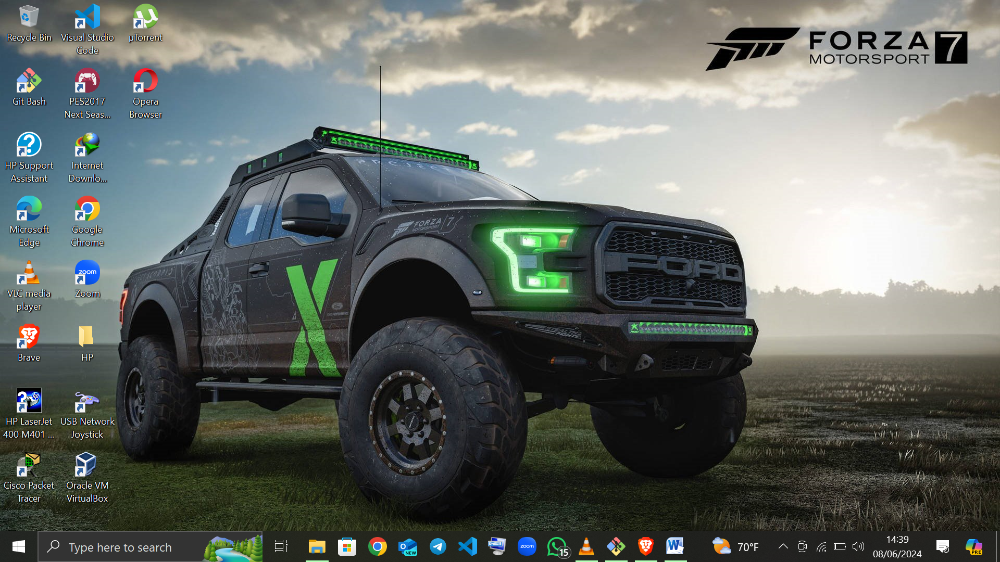 Recycle Bin
Visual Studio
Code
µTorrent
Git Bash
PES2017
Next Seas...
Opera
Browser
HP Support
Assistant
Internet
Downlo...
Microsoft
Edge
Google
Chrome
VLC media
player
zoom
Zoom
Brave
HP
HP LaserJet
400 M401 ...
USB Network
Joystick
Cisco Packet
Tracer
Oracle VM
VirtualBox
FORZA
MOTORSPORT 7
PROJECT
FORZA
MOTORSPORT 7
X
FORD
Type here to search
NEW
zoom
15
W
70°F
14:39
08/06/2024
PRE